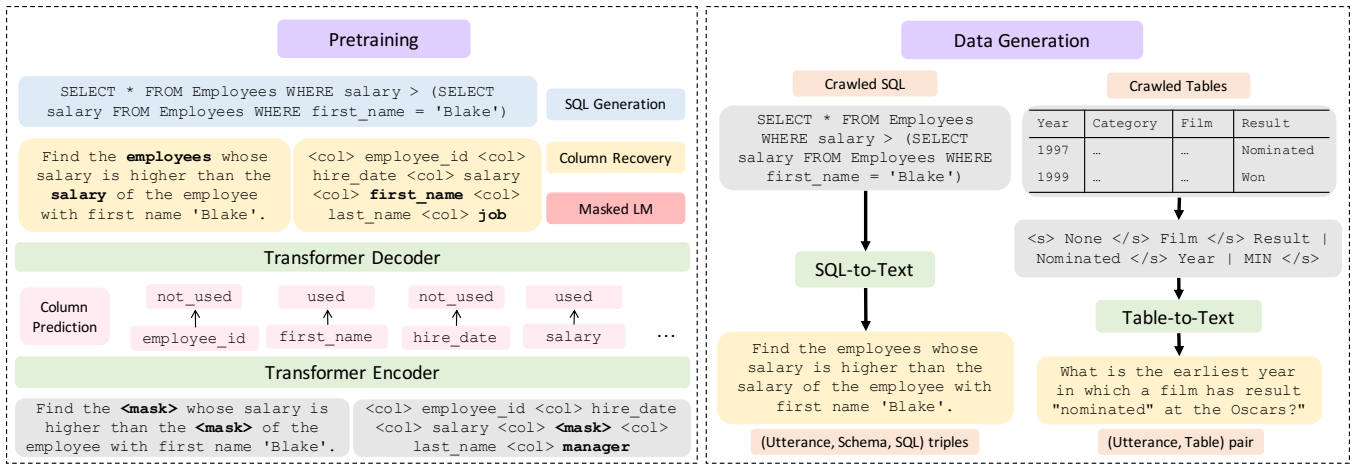 Pretraining
SELECT * FROM Employees WHERE salary > (SELECT
salary FROM Employees WHERE first_name = 'Blake')
SQL Generation
Find the employees whose
salary is higher than the
salary of the employee
with first name 'Blake'.
<col> employee_id <col>
hire_date <col> salary
<col> first_name <col>
last_name <col> job
Column Recovery
Masked LM
Transformer Decoder
Column
Prediction
not_used
used
not_used
used
employee_id
first_name
hire_date
salary
...
Transformer Encoder
Find the <mask> whose salary is
higher than the <mask> of the
employee with first name 'Blake'.
<col> employee_id <col> hire_date
<col> salary <col> <mask> <col>
last_name <col> manager
Data Generation
Crawled SQL
SELECT * FROM Employees
WHERE salary > (SELECT
salary FROM Employees WHERE
first_name = 'Blake')
SQL-to-Text
Find the employees whose
salary is higher than the
salary of the employee with
first name 'Blake'.
(Utterance, Schema, SQL) triples
Crawled Tables
Year Category Film Result
1997 … … Nominated
1999 … … Won
<s> None </s> Film </s> Result |
Nominated </s> Year | MIN </s>
Table-to-Text
What is the earliest year
in which a film has result
"nominated" at the Oscars?"
(Utterance, Table) pair